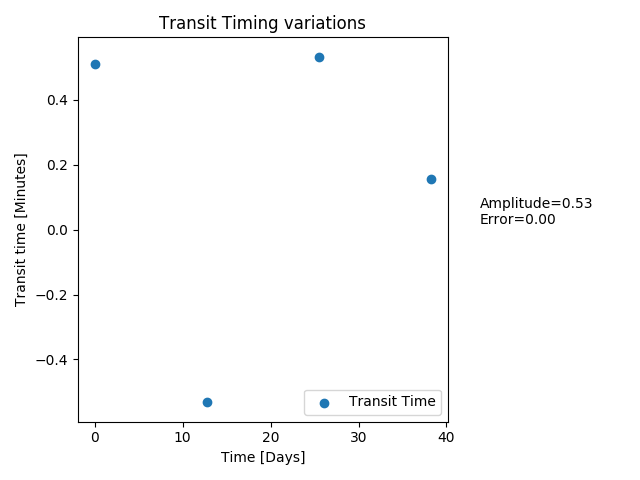 Transit Timing variations
Transit time [Minutes]
0.4
0.2
0.0
−0.2
−0.4
Amplitude=0.53
Error=0.00
Transit Time
0
10
20
30
40
Time [Days]